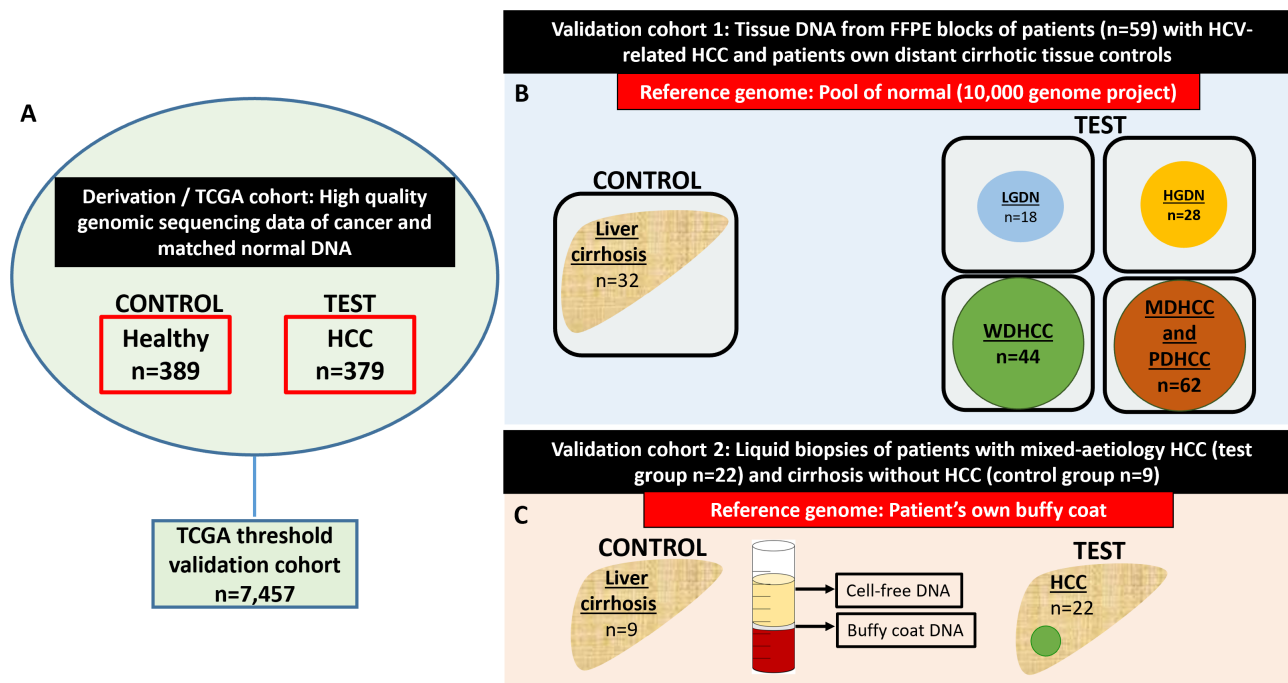 A
Derivation / TCGA cohort: High quality
genomic sequencing data of cancer and
matched normal DNA
CONTROL
Healthy
n=389
TEST
HCC
n=379
TCGA threshold
validation cohort
n=7,457
Validation cohort 1: Tissue DNA from FFPE blocks of patients (n=59) with HCV-
related HCC and patients own distant cirrhotic tissue controls
B
Reference genome: Pool of normal (10,000 genome project)
CONTROL
Liver
cirrhosis
n=32
TEST
LGDN
n=18
HGDN
n=28
WDHCC
n=44
MDHCC
and
PDHCC
n=62
Validation cohort 2: Liquid biopsies of patients with mixed-aetiology HCC (test
group n=22) and cirrhosis without HCC (control group n=9)
C
Reference genome: Patient’s own buffy coat
CONTROL
Liver
cirrhosis
n=9
Cell-free DNA
Buffy coat DNA
TEST
HCC
n=22